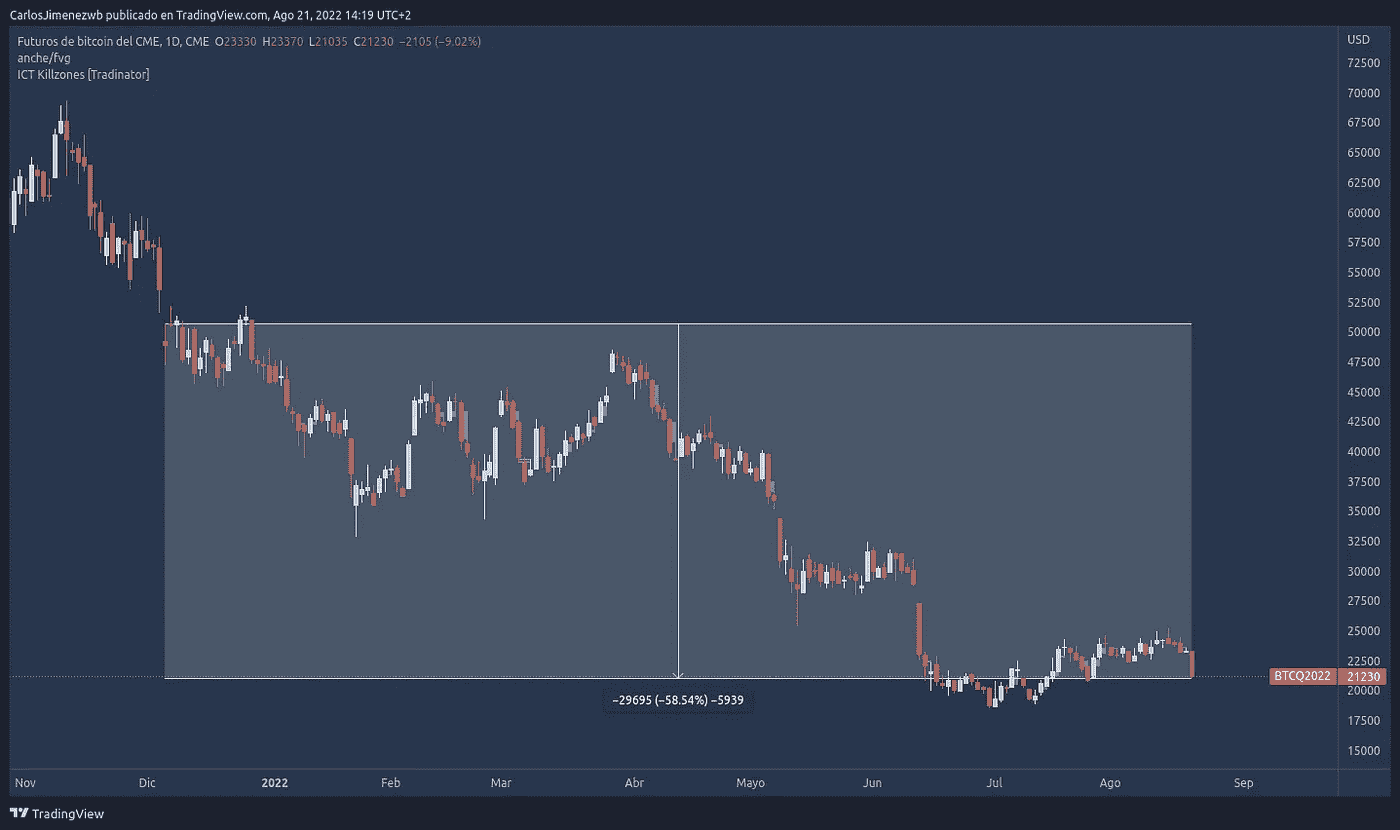 CarlosJimenezwb publicado en TradingView.com, Ago 21, 2022 14:19 UTC+2
Futuros de bitcoin del CME, 1D, CME O23330 H23370 L21035 C21230 −2105 (−9.02%)
anche/fvg
ICT Killzones [Tradinator]
USD
72500
70000
67500
65000
62500
60000
57500
55000
52500
50000
47500
45000
42500
40000
37500
35000
32500
30000
27500
25000
22500
BTCQ2022 21230
20000
−29695 (−58.54%) −5939
17500
15000
Nov Dic 2022 Feb Mar Abr Mayo Jun Jul Ago Sep
TradingView